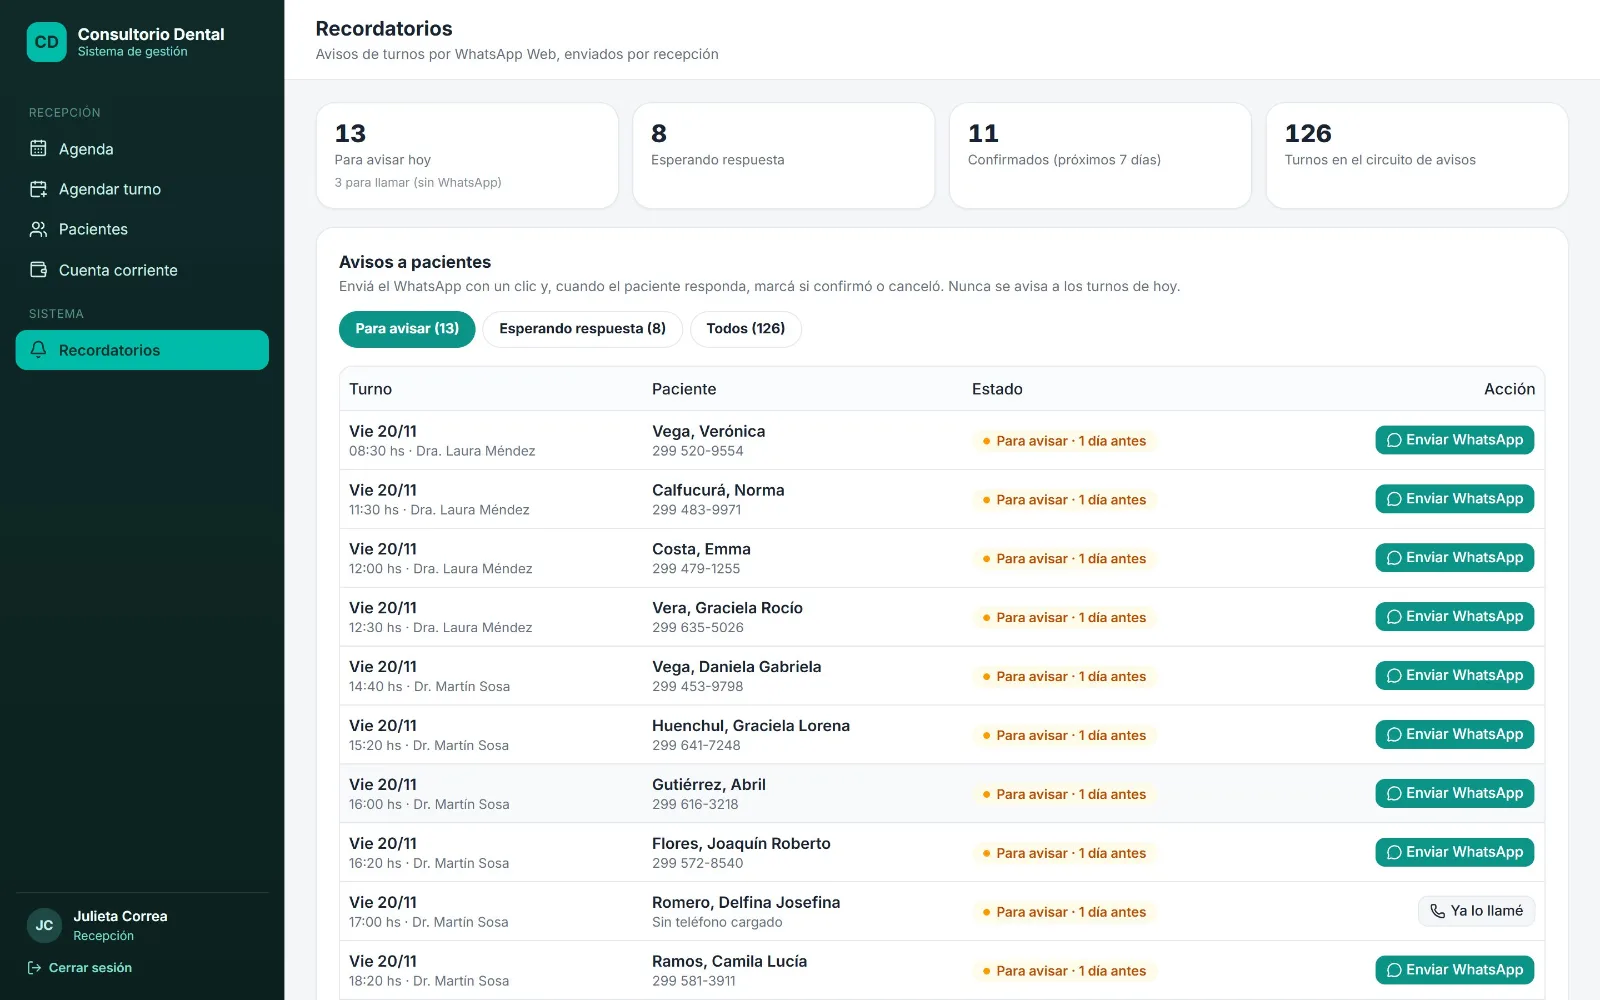 CD
Consultorio Dental
Sistema de gestión
RECEPCIÓN
Agenda
Agendar turno
Pacientes
Cuenta corriente
SISTEMA
Recordatorios
JC
Julieta Correa
Recepción
Cerrar sesión
Recordatorios
Avisos de turnos por WhatsApp Web, enviados por recepción
13
Para avisar hoy
3 para llamar (sin WhatsApp)
8
Esperando respuesta
11
Confirmados (próximos 7 días)
126
Turnos en el circuito de avisos
Avisos a pacientes
Enviá el WhatsApp con un clic y, cuando el paciente responda, marcá si confirmó o canceló. Nunca se avisa a los turnos de hoy.
Para avisar (13) Esperando respuesta (8) Todos (126)
Turno Paciente Estado Acción
Vie 20/11 Vega, Verónica Para avisar · 1 día antes Enviar WhatsApp
08:30 hs · Dra. Laura Méndez 299 520-9554
Vie 20/11 Calfucurá, Norma Para avisar · 1 día antes Enviar WhatsApp
11:30 hs · Dra. Laura Méndez 299 483-9971
Vie 20/11 Costa, Emma Para avisar · 1 día antes Enviar WhatsApp
12:00 hs · Dra. Laura Méndez 299 479-1255
Vie 20/11 Vera, Graciela Rocío Para avisar · 1 día antes Enviar WhatsApp
12:30 hs · Dra. Laura Méndez 299 635-5026
Vie 20/11 Vega, Daniela Gabriela Para avisar · 1 día antes Enviar WhatsApp
14:40 hs · Dr. Martín Sosa 299 453-9798
Vie 20/11 Huenchul, Graciela Lorena Para avisar · 1 día antes Enviar WhatsApp
15:20 hs · Dr. Martín Sosa 299 641-7248
Vie 20/11 Gutiérrez, Abril Para avisar · 1 día antes Enviar WhatsApp
16:00 hs · Dr. Martín Sosa 299 616-3218
Vie 20/11 Flores, Joaquín Roberto Para avisar · 1 día antes Enviar WhatsApp
16:20 hs · Dr. Martín Sosa 299 572-8540
Vie 20/11 Romero, Delfina Josefina Para avisar · 1 día antes Ya lo llamé
17:00 hs · Dr. Martín Sosa Sin teléfono cargado
Vie 20/11 Ramos, Camila Lucía Para avisar · 1 día antes Enviar WhatsApp
18:20 hs · Dr. Martín Sosa 299 581-3911